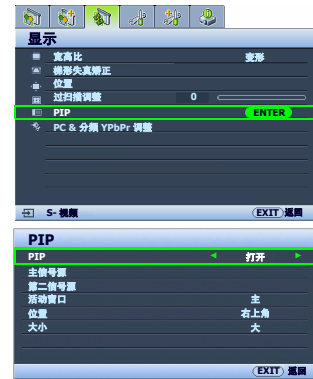 显示
宽高比 变形
梯形失真矫正
位置
过扫描调整 0
PIP ENTER
PC & 分频 YPbPr 调整
S- 视频 EXIT 返回
PIP
PIP 打开
主信号源
第二信号源
活动窗口 主
位置 右上角
大小 大
EXIT 返回